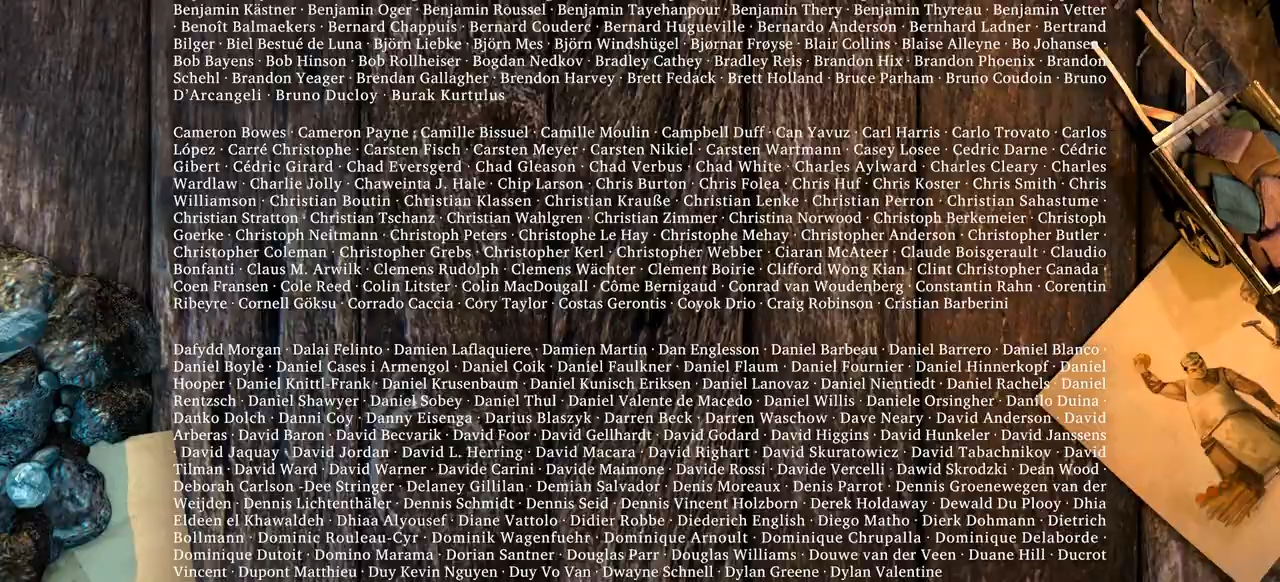 Benjamin Kästner · Benjamin Oger · Benjamin Roussel · Benjamin Tayehanpour · Benjamin Thery · Benjamin Thyreau · Benjamin Vetter
· Benoît Balmaekers · Bernard Chappuis · Bernard Couderc · Bernard Hugueville · Bernardo Anderson · Bernhard Ladner · Bertrand
Bilger · Biel Bestué de Luna · Björn Liebke · Björn Mes · Björn Windshügel · Bjørnar Frøyse · Blair Collins · Blaise Alleyne · Bo Johansen ·
Bob Bayens · Bob Hinson · Bob Rollheiser · Bogdan Nedkov · Bradley Cathey · Bradley Reis · Brandon Hix · Brandon Phoenix · Brandon
Schehl · Brandon Yeager · Brendan Gallagher · Brendon Harvey · Brett Fedack · Brett Holland · Bruce Parham · Bruno Coudoin · Bruno
D'Arcangeli · Bruno Ducloy · Burak Kurtulus
Cameron Bowes · Cameron Payne · Camille Bissuel · Camille Moulin · Campbell Duff · Can Yavuz · Carl Harris · Carlo Trovato · Carlos
López · Carré Christophe · Carsten Fisch · Carsten Meyer · Carsten Nikiel · Carsten Wartmann · Casey Losee · Cedric Darne · Cédric
Gibert · Cédric Girard · Chad Eversgerd · Chad Gleason · Chad Verbus · Chad White · Charles Aylward · Charles Cleary · Charles
Wardlaw · Charlie Jolly · Chaweinta J. Hale · Chip Larson · Chris Burton · Chris Folea · Chris Huf · Chris Koster · Chris Smith · Chris
Williamson · Christian Boutin · Christian Klassen · Christian Krauße · Christian Lenke · Christian Perron · Christian Sahastume ·
Christian Stratton · Christian Tschanz · Christian Wahlgren · Christian Zimmer · Christina Norwood · Christoph Berkemeier · Christoph
Goerke · Christoph Neitmann · Christoph Peters · Christophe Le Hay · Christophe Mehay · Christopher Anderson · Christopher Butler ·
Christopher Coleman · Christopher Grebs · Christopher Kerl · Christopher Webber · Ciaran McAteer · Claude Boisgerault · Claudio
Bonfanti · Claus M. Arwilk · Clemens Rudolph · Clemens Wächter · Clement Boirie · Clifford Wong Kian · Clint Christopher Canada ·
Coen Fransen · Cole Reed · Colin Litster · Colin MacDougall · Côme Bernigaud · Conrad van Woudenberg · Constantin Rahn · Corentin
Ribeyre · Cornell Göksu · Corrado Caccia · Cory Taylor · Costas Gerontis · Coyok Drio · Craig Robinson · Cristian Barberini
Dafydd Morgan · Dalai Felinto · Damien Laflaquiere · Damien Martin · Dan Englesson · Daniel Barbeau · Daniel Barrero · Daniel Blanco ·
Daniel Boyle · Daniel Cases i Armengol · Daniel Coik · Daniel Faulkner · Daniel Flaum · Daniel Fournier · Daniel Hinnerkopf · Daniel
Hooper · Daniel Knittl-Frank · Daniel Krusenbaum · Daniel Kunisch Eriksen · Daniel Lanovaz · Daniel Nientiedt · Daniel Rachels · Daniel
Rentzsch · Daniel Shawyer · Daniel Sobey · Daniel Thul · Daniel Valente de Macedo · Daniel Willis · Daniele Orsingher · Danilo Duina ·
Danko Dolch · Danni Coy · Danny Eisenga · Darius Blaszyk · Darren Beck · Darren Waschow · Dave Neary · David Anderson · David
Arberas · David Baron · David Becvarik · David Foor · David Gellhardt · David Godard · David Higgins · David Hunkeler · David Janssens
· David Jaquay · David Jordan · David L. Herring · David Macara · David Righart · David Skuratowicz · David Tabachnikov · David
Tilman · David Ward · David Warner · Davide Carini · Davide Maimone · Davide Rossi · Davide Vercelli · Dawid Skrodzki · Dean Wood ·
Deborah Carlson -Dee Stringer · Delaney Gillilan · Demian Salvador · Denis Moreaux · Denis Parrot · Dennis Groenewegen van der
Weijden · Dennis Lichtenthäler · Dennis Schmidt · Dennis Seid · Dennis Vincent Holzborn · Derek Holdaway · Dewald Du Plooy · Dhia
Eldeen el Khawaldeh · Dhiaa Alyousef · Diane Vattolo · Didier Robbe · Diederich English · Diego Matho · Dierk Dohmann · Dietrich
Bollmann · Dominic Rouleau-Cyr · Dominik Wagenfuehr · Dominique Arnoult · Dominique Chrupalla · Dominique Delaborde ·
Dominique Dutoit · Domino Marama · Dorian Santner · Douglas Parr · Douglas Williams · Douwe van der Veen · Duane Hill · Ducrot
Vincent · Dupont Matthieu · Duy Kevin Nguyen · Duy Vo Van · Dwayne Schnell · Dylan Greene · Dylan Valentine